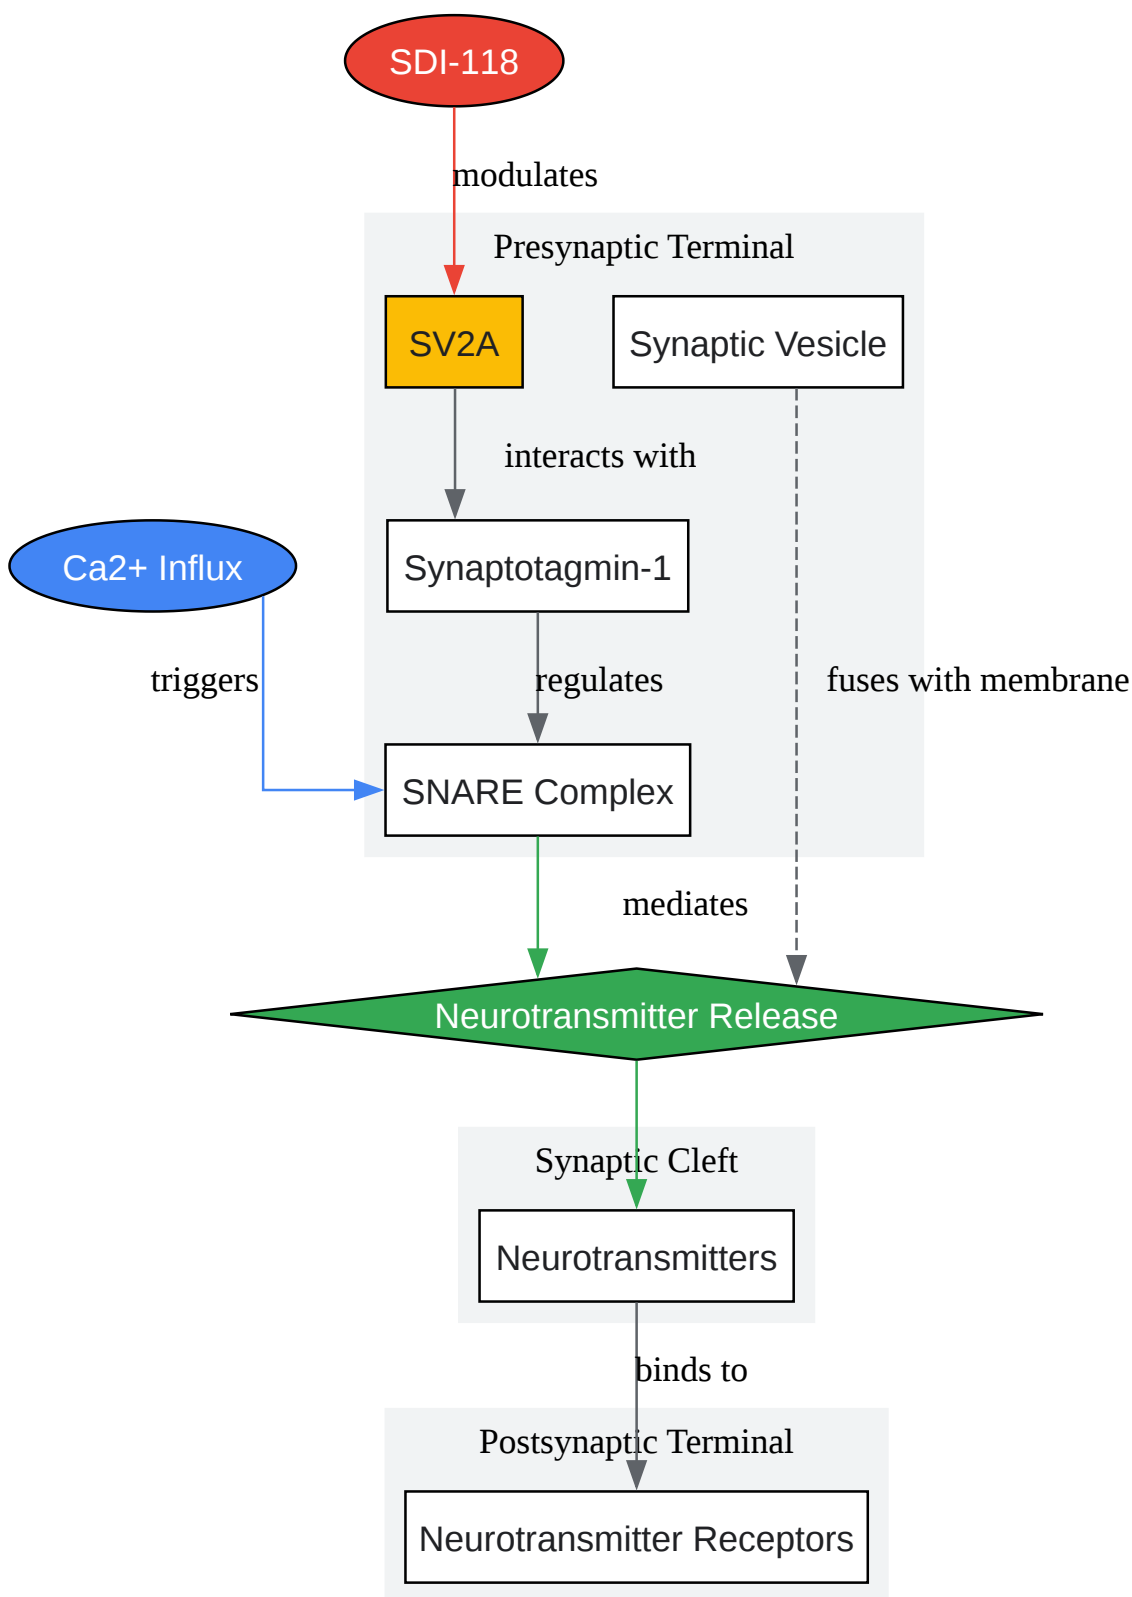 SDI-118
modulates
Presynaptic Terminal
SV2A
Synaptic Vesicle
interacts with
Ca2+ Influx
Synaptotagmin-1
triggers
regulates
fuses with membrane
SNARE Complex
mediates
Neurotransmitter Release
Synaptic Cleft
Neurotransmitters
binds to
Postsynaptic Terminal
Neurotransmitter Receptors